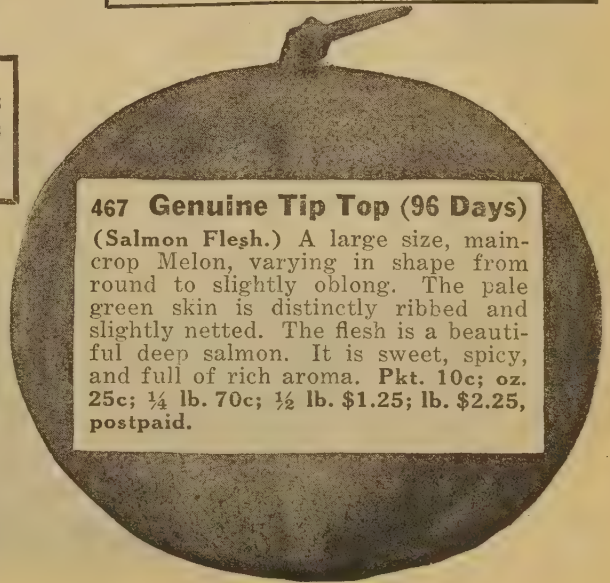 467 Genuine Tip Top (96 Days)
(Salmon Flesh.) A large size, main-
crop Melon, varying in shape from
round to slightly oblong. The pale
green skin is distinctly ribbed and
slightly netted. The flesh is a beauti-
ful deep salmon. It is sweet, spicy,
and full of rich aroma. Pkt. 10c; oz.
25c; ¼ lb. 70c; ½ lb. $1.25; lb. $2.25,
postpaid.